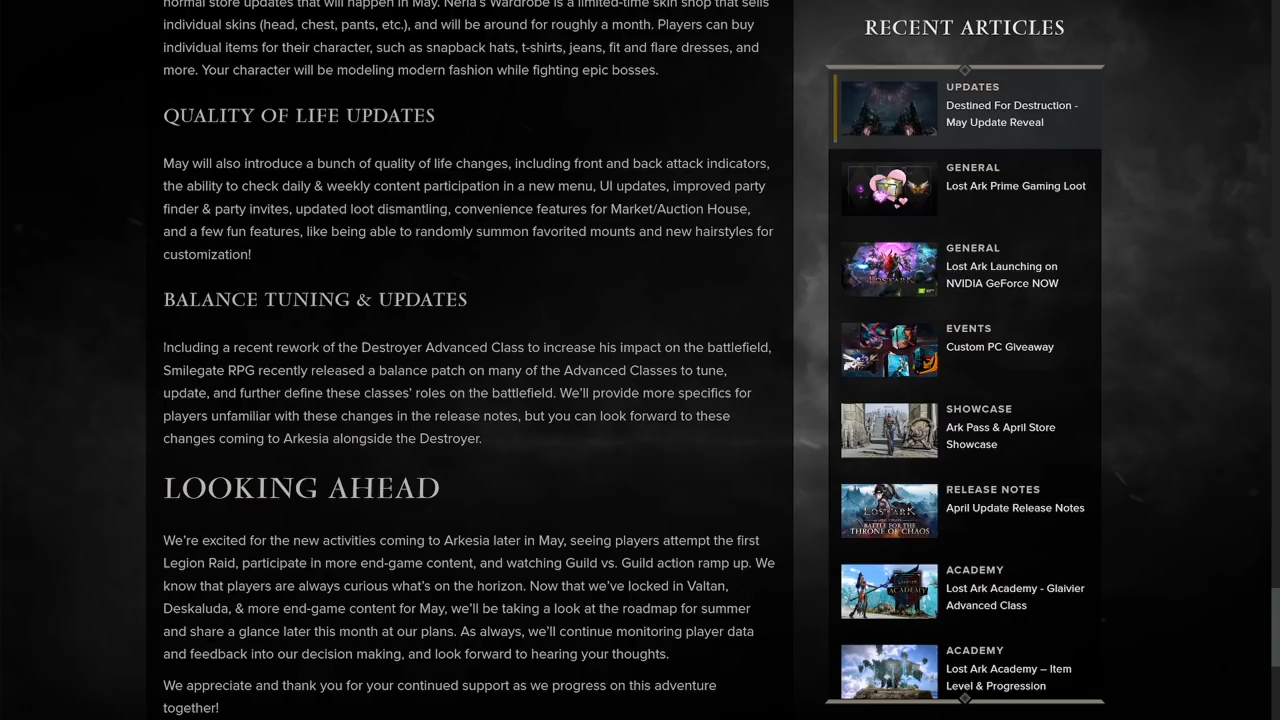 normal store updates that will happen in May. Neria's Wardrobe is a limited-time skin shop that sells
individual skins (head, chest, pants, etc.), and will be around for roughly a month. Players can buy
individual items for their character, such as snapback hats, t-shirts, jeans, fit and flare dresses, and
more. Your character will be modeling modern fashion while fighting epic bosses.
QUALITY OF LIFE UPDATES
May will also introduce a bunch of quality of life changes, including front and back attack indicators,
the ability to check daily & weekly content participation in a new menu, UI updates, improved party
finder & party invites, updated loot dismantling, convenience features for Market/Auction House,
and a few fun features, like being able to randomly summon favorited mounts and new hairstyles for
customization!
BALANCE TUNING & UPDATES
Including a recent rework of the Destroyer Advanced Class to increase his impact on the battlefield,
Smilegate RPG recently released a balance patch on many of the Advanced Classes to tune,
update, and further define these classes' roles on the battlefield. We'll provide more specifics for
players unfamiliar with these changes in the release notes, but you can look forward to these
changes coming to Arkesia alongside the Destroyer.
LOOKING AHEAD
We're excited for the new activities coming to Arkesia later in May, seeing players attempt the first
Legion Raid, participate in more end-game content, and watching Guild vs. Guild action ramp up. We
know that players are always curious what's on the horizon. Now that we've locked in Valtan,
Deskaluda, & more end-game content for May, we'll be taking a look at the roadmap for summer
and share a glance later this month at our plans. As always, we'll continue monitoring player data
and feedback into our decision making, and look forward to hearing your thoughts.
We appreciate and thank you for your continued support as we progress on this adventure
together!
RECENT ARTICLES
UPDATES
Destined For Destruction -
May Update Reveal
GENERAL
Lost Ark Prime Gaming Loot
GENERAL
Lost Ark Launching on
NVIDIA GeForce NOW
LOST ARK
EVENTS
Custom PC Giveaway
SHOWCASE
Ark Pass & April Store
Showcase
RELEASE NOTES
April Update Release Notes
LOST ARK
BATTLE FOR THE
THRONE OF CHAOS
ACADEMY
Lost Ark Academy - Glaivier
Advanced Class
ACADEMY
ACADEMY
Lost Ark Academy – Item
Level & Progression